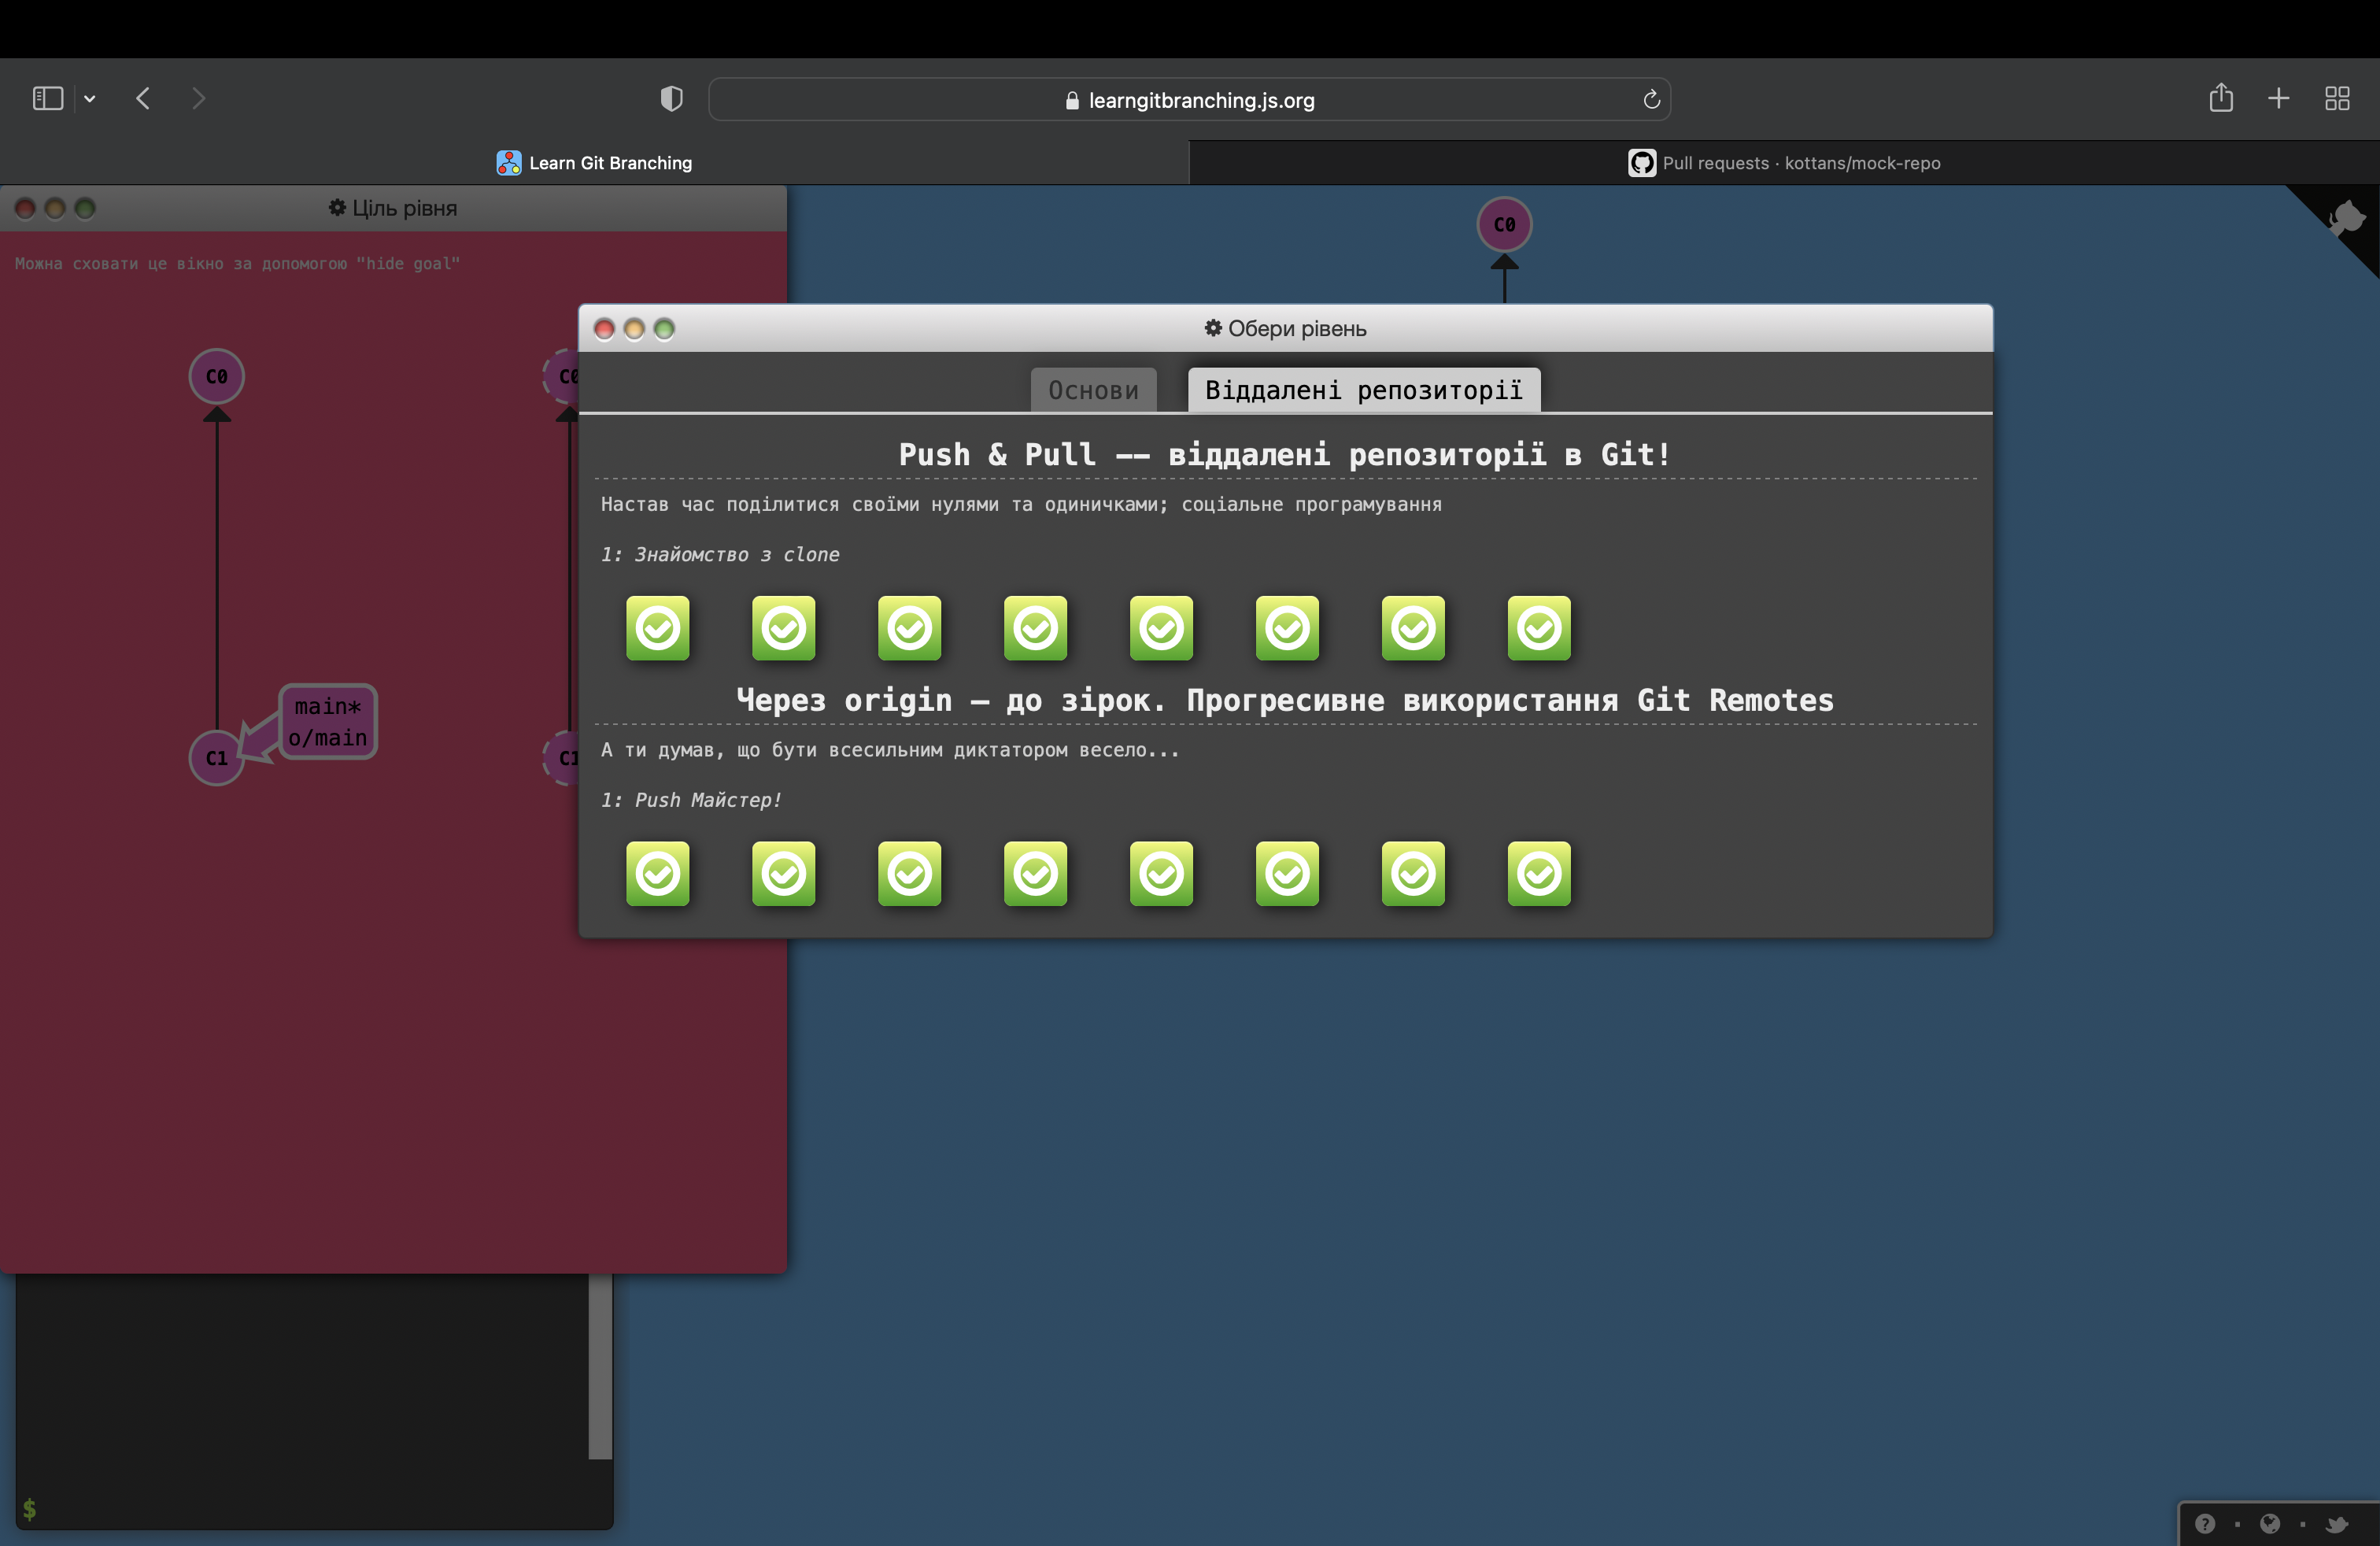 learngitbranching.js.org
Learn Git Branching
Pull requests · kottans/mock-repo
Ціль рівня
Можна сховати це вікно за допомогою "hide goal"
C0
C0
C0
main*
o/main
C1
C1
Обери рівень
Основи
Віддалені репозиторії
Push & Pull –– віддалені репозиторії в Git!
Настав час поділитися своїми нулями та одиничками; соціальне програмування
1: Знайомство з clone
Через origin – до зірок. Прогресивне використання Git Remotes
А ти думав, що бути всесильним диктатором весело...
1: Push Майстер!
$